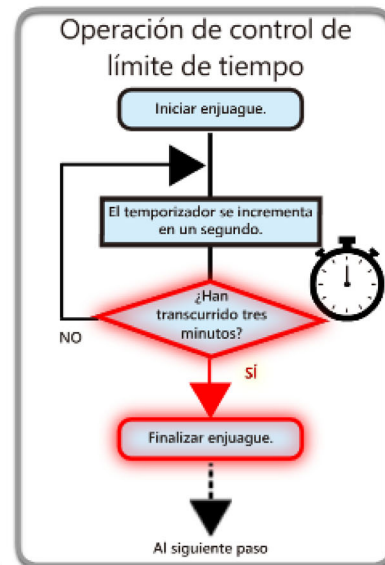 Operación de control de
límite de tiempo
Iniciar enjuague.
El temporizador se incrementa
en un segundo.
¿Han
transcurrido tres
minutos?
NO
SÍ
Finalizar enjuague.
Al siguiente paso